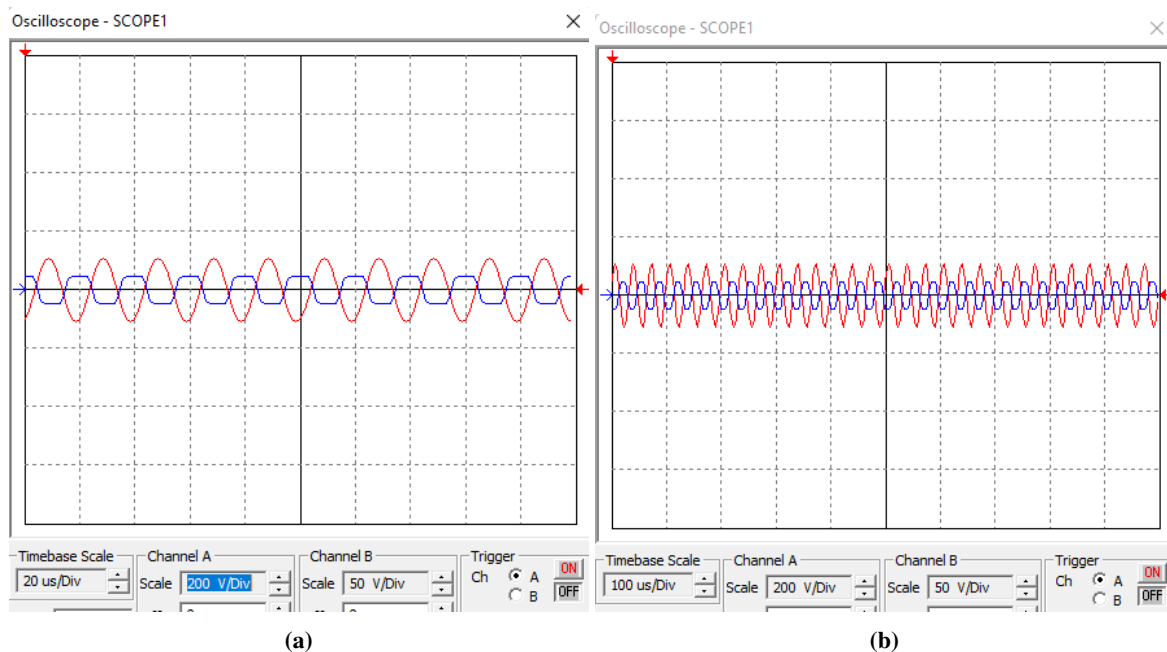 Oscilloscope - SCOPE1
Timebase Scale
20 us/Div
Channel A
Scale 200 V/Div
Channel B
Scale 50 V/Div
Trigger
Ch A ON
B OFF
(a)
Oscilloscope - SCOPE1
Timebase Scale
100 us/Div
Channel A
Scale 200 V/Div
Channel B
Scale 50 V/Div
Trigger
Ch A ON
B OFF
(b)